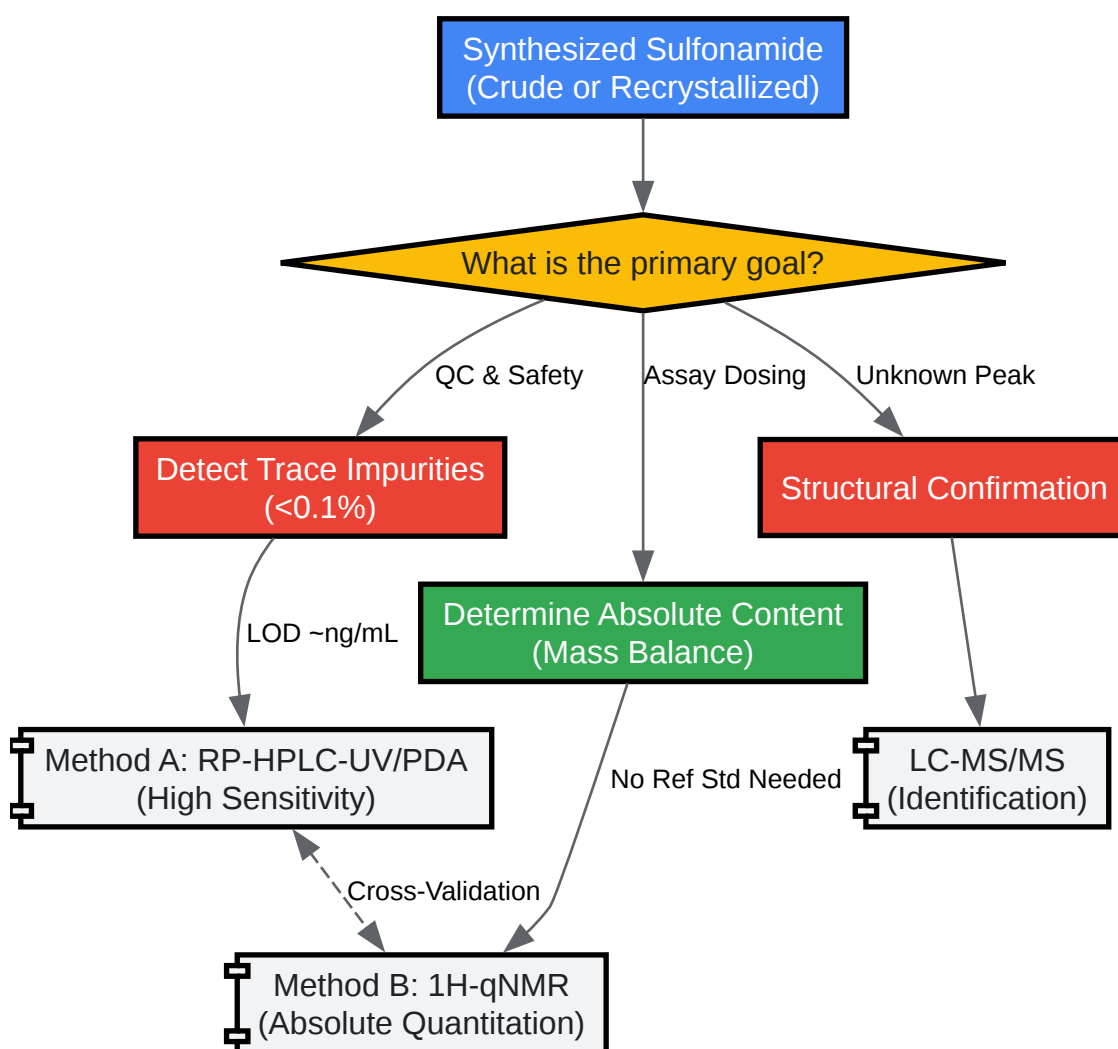 Synthesized Sulfonamide
(Crude or Recrystallized)
What is the primary goal?
QC & Safety
Assay Dosing
Unknown Peak
Detect Trace Impurities
(<0.1%)
Structural Confirmation
Determine Absolute Content
(Mass Balance)
LOD ~ng/mL
Method A: RP-HPLC-UV/PDA
(High Sensitivity)
No Ref Std Needed
LC-MS/MS
(Identification)
Cross-Validation
Method B: 1H-qNMR
(Absolute Quantitation)